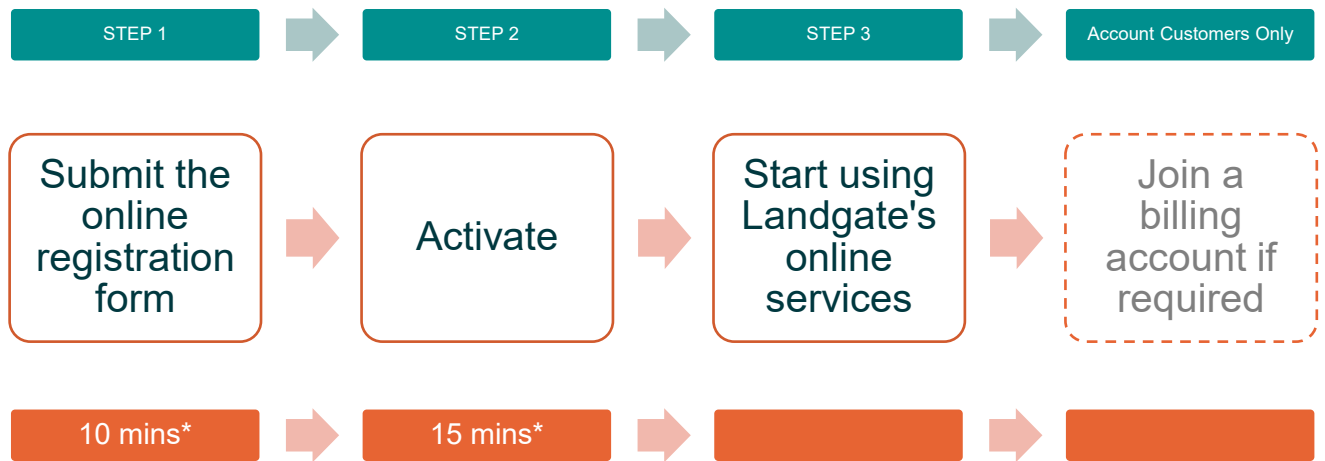 STEP 1
STEP 2
STEP 3
Account Customers Only
Submit the
online
registration
form
Activate
Start using
Landgate's
online
services
Join a
billing
account if
required
10 mins*
15 mins*